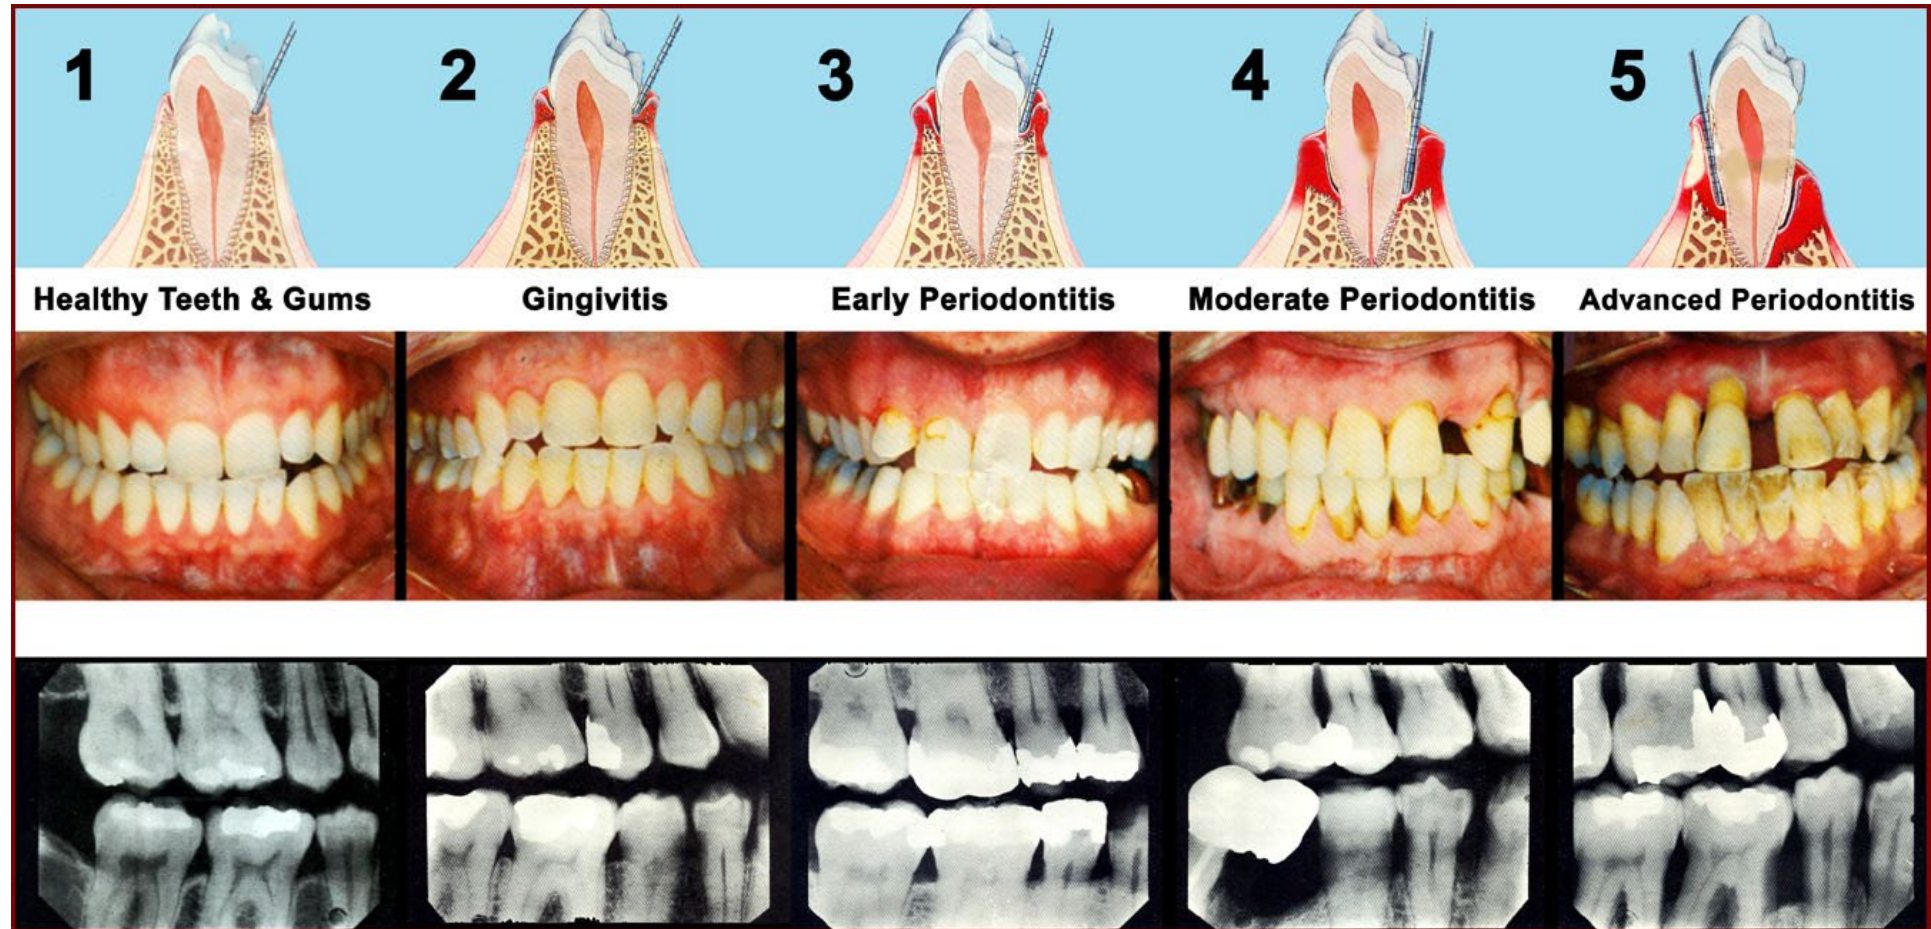 1
2
3
4
5
Healthy Teeth & Gums
Gingivitis
Early Periodontitis
Moderate Periodontitis
Advanced Periodontitis